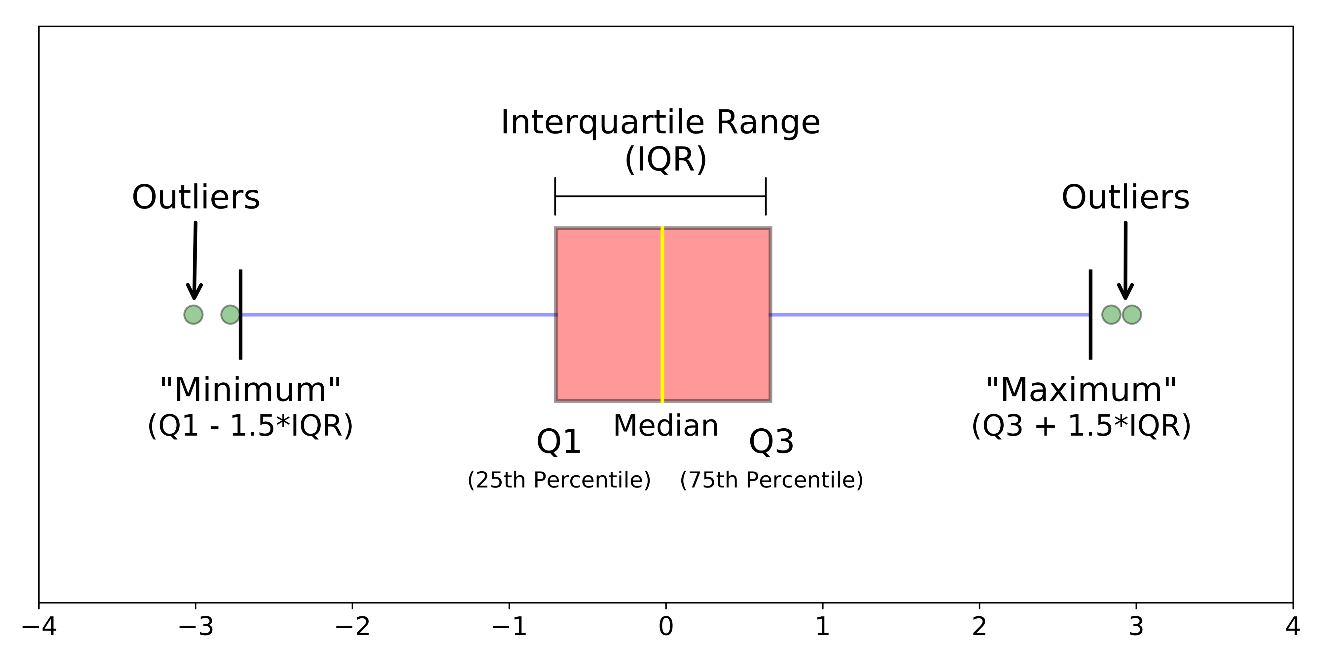 Interquartile Range
(IQR)
Outliers
Outliers
"Minimum"
(Q1 - 1.5*IQR)
"Maximum"
(Q3 + 1.5*IQR)
Median
Q1
Q3
(25th Percentile)
(75th Percentile)
−4
−3
−2
−1
0
1
2
3
4